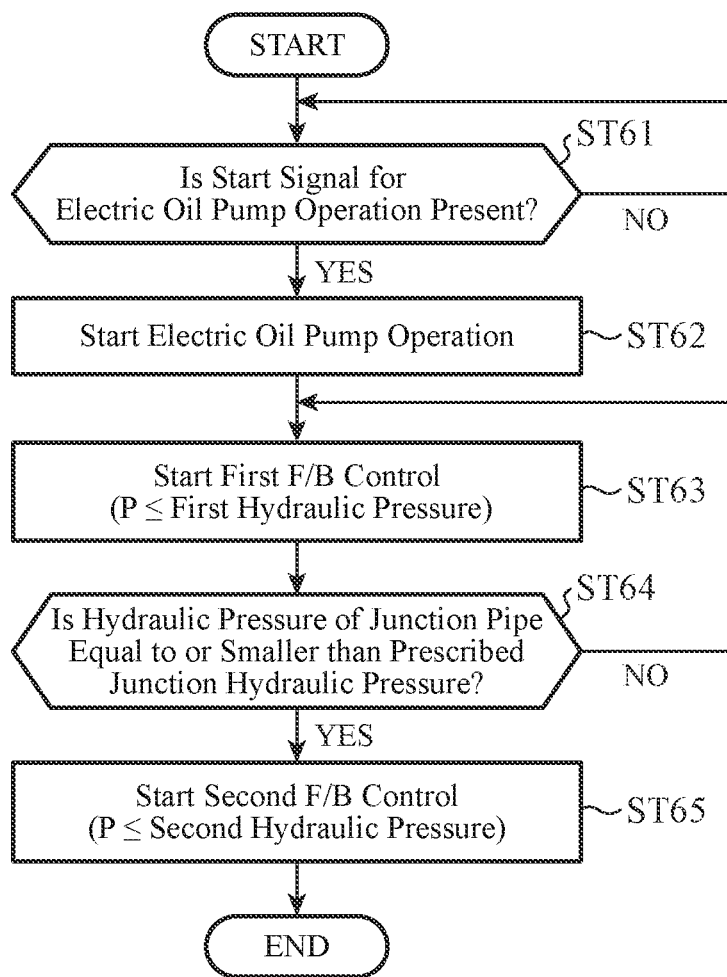 START
ST61
Is Start Signal for
Electric Oil Pump Operation Present?
NO
YES
Start Electric Oil Pump Operation
ST62
Start First F/B Control
(P ≤ First Hydraulic Pressure)
ST63
ST64
Is Hydraulic Pressure of Junction Pipe
Equal to or Smaller than Prescribed
Junction Hydraulic Pressure?
NO
YES
Start Second F/B Control
(P ≤ Second Hydraulic Pressure)
ST65
END